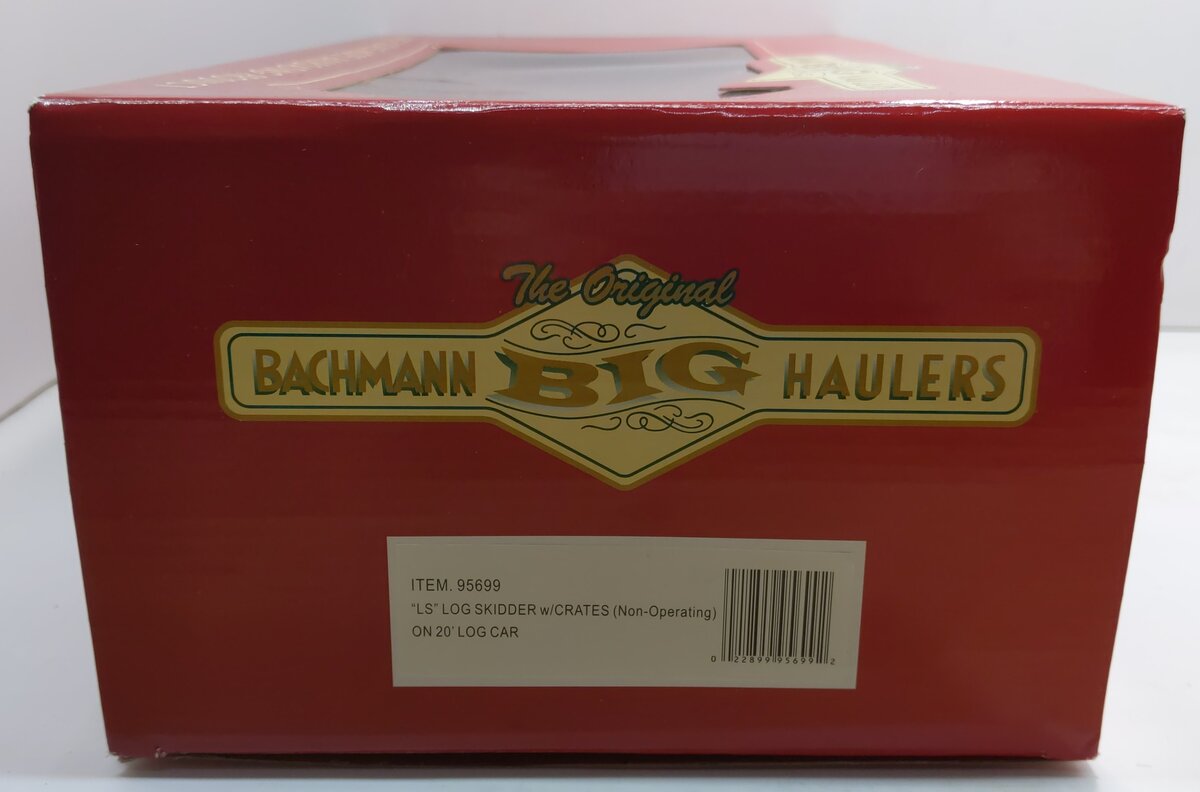 The Original
BACHMANN BIG HAULERS
ITEM. 95699
"LS" LOG SKIDDER w/CRATES (Non-Operating)
ON 20' LOG CAR
0 22899 95699 2